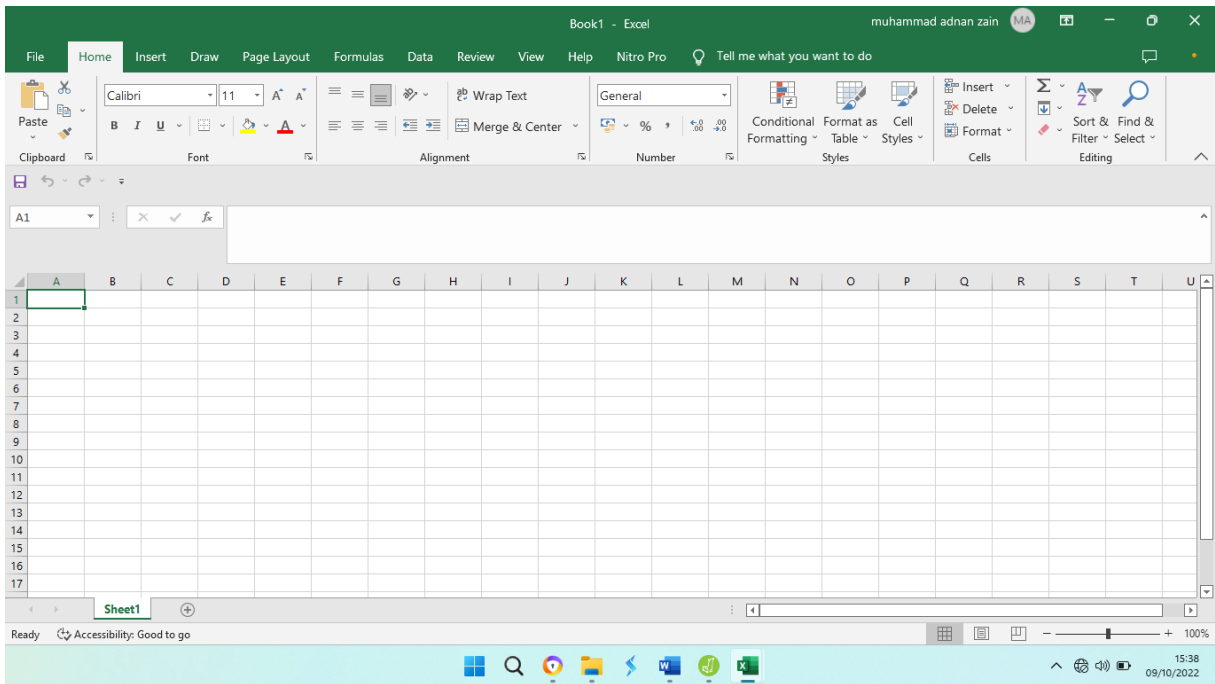 Book1 - Excel
muhammad adnan zain
MA
File Home Insert Draw Page Layout Formulas Data Review View Help Nitro Pro Tell me what you want to do
Paste
Calibri 11
B I U
Wrap Text
Merge & Center
General
% ,
Conditional
Formatting
Format as
Table
Cell
Styles
Insert
Delete
Format
Sort &
Filter
Find &
Select
Clipboard Font Alignment Number Styles Cells Editing
A1
fx
A B C D E F G H I J K L M N O P Q R S T U
1
2
3
4
5
6
7
8
9
10
11
12
13
14
15
16
17
Sheet1
Ready Accessibility: Good to go
100%
15:38
09/10/2022